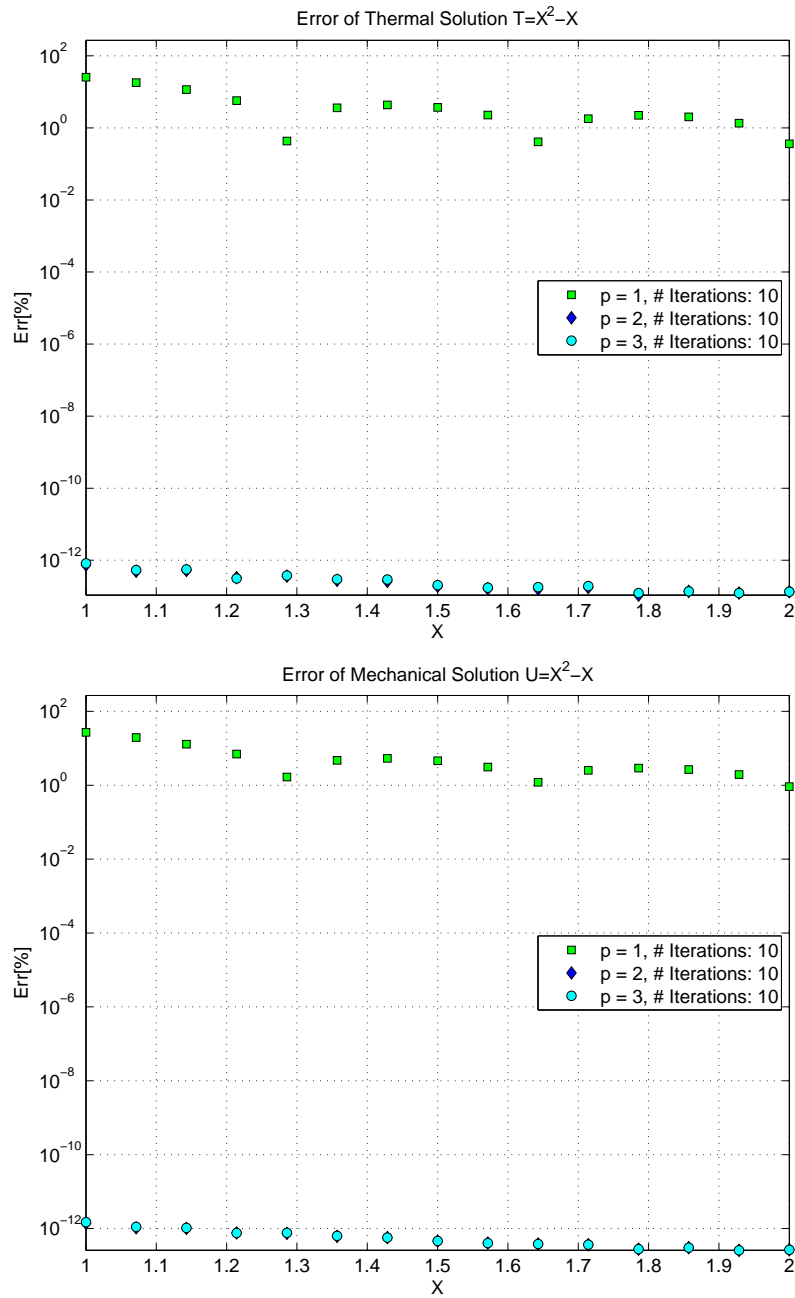 Error of Thermal Solution T=X²−X
10²
10⁰
10⁻²
10⁻⁴
10⁻⁶
10⁻⁸
10⁻¹⁰
10⁻¹²
Err[%]
p = 1, # Iterations: 10
p = 2, # Iterations: 10
p = 3, # Iterations: 10
1 1.1 1.2 1.3 1.4 1.5 1.6 1.7 1.8 1.9 2
X
Error of Mechanical Solution U=X²−X
10²
10⁰
10⁻²
10⁻⁴
10⁻⁶
10⁻⁸
10⁻¹⁰
10⁻¹²
Err[%]
p = 1, # Iterations: 10
p = 2, # Iterations: 10
p = 3, # Iterations: 10
1 1.1 1.2 1.3 1.4 1.5 1.6 1.7 1.8 1.9 2
X